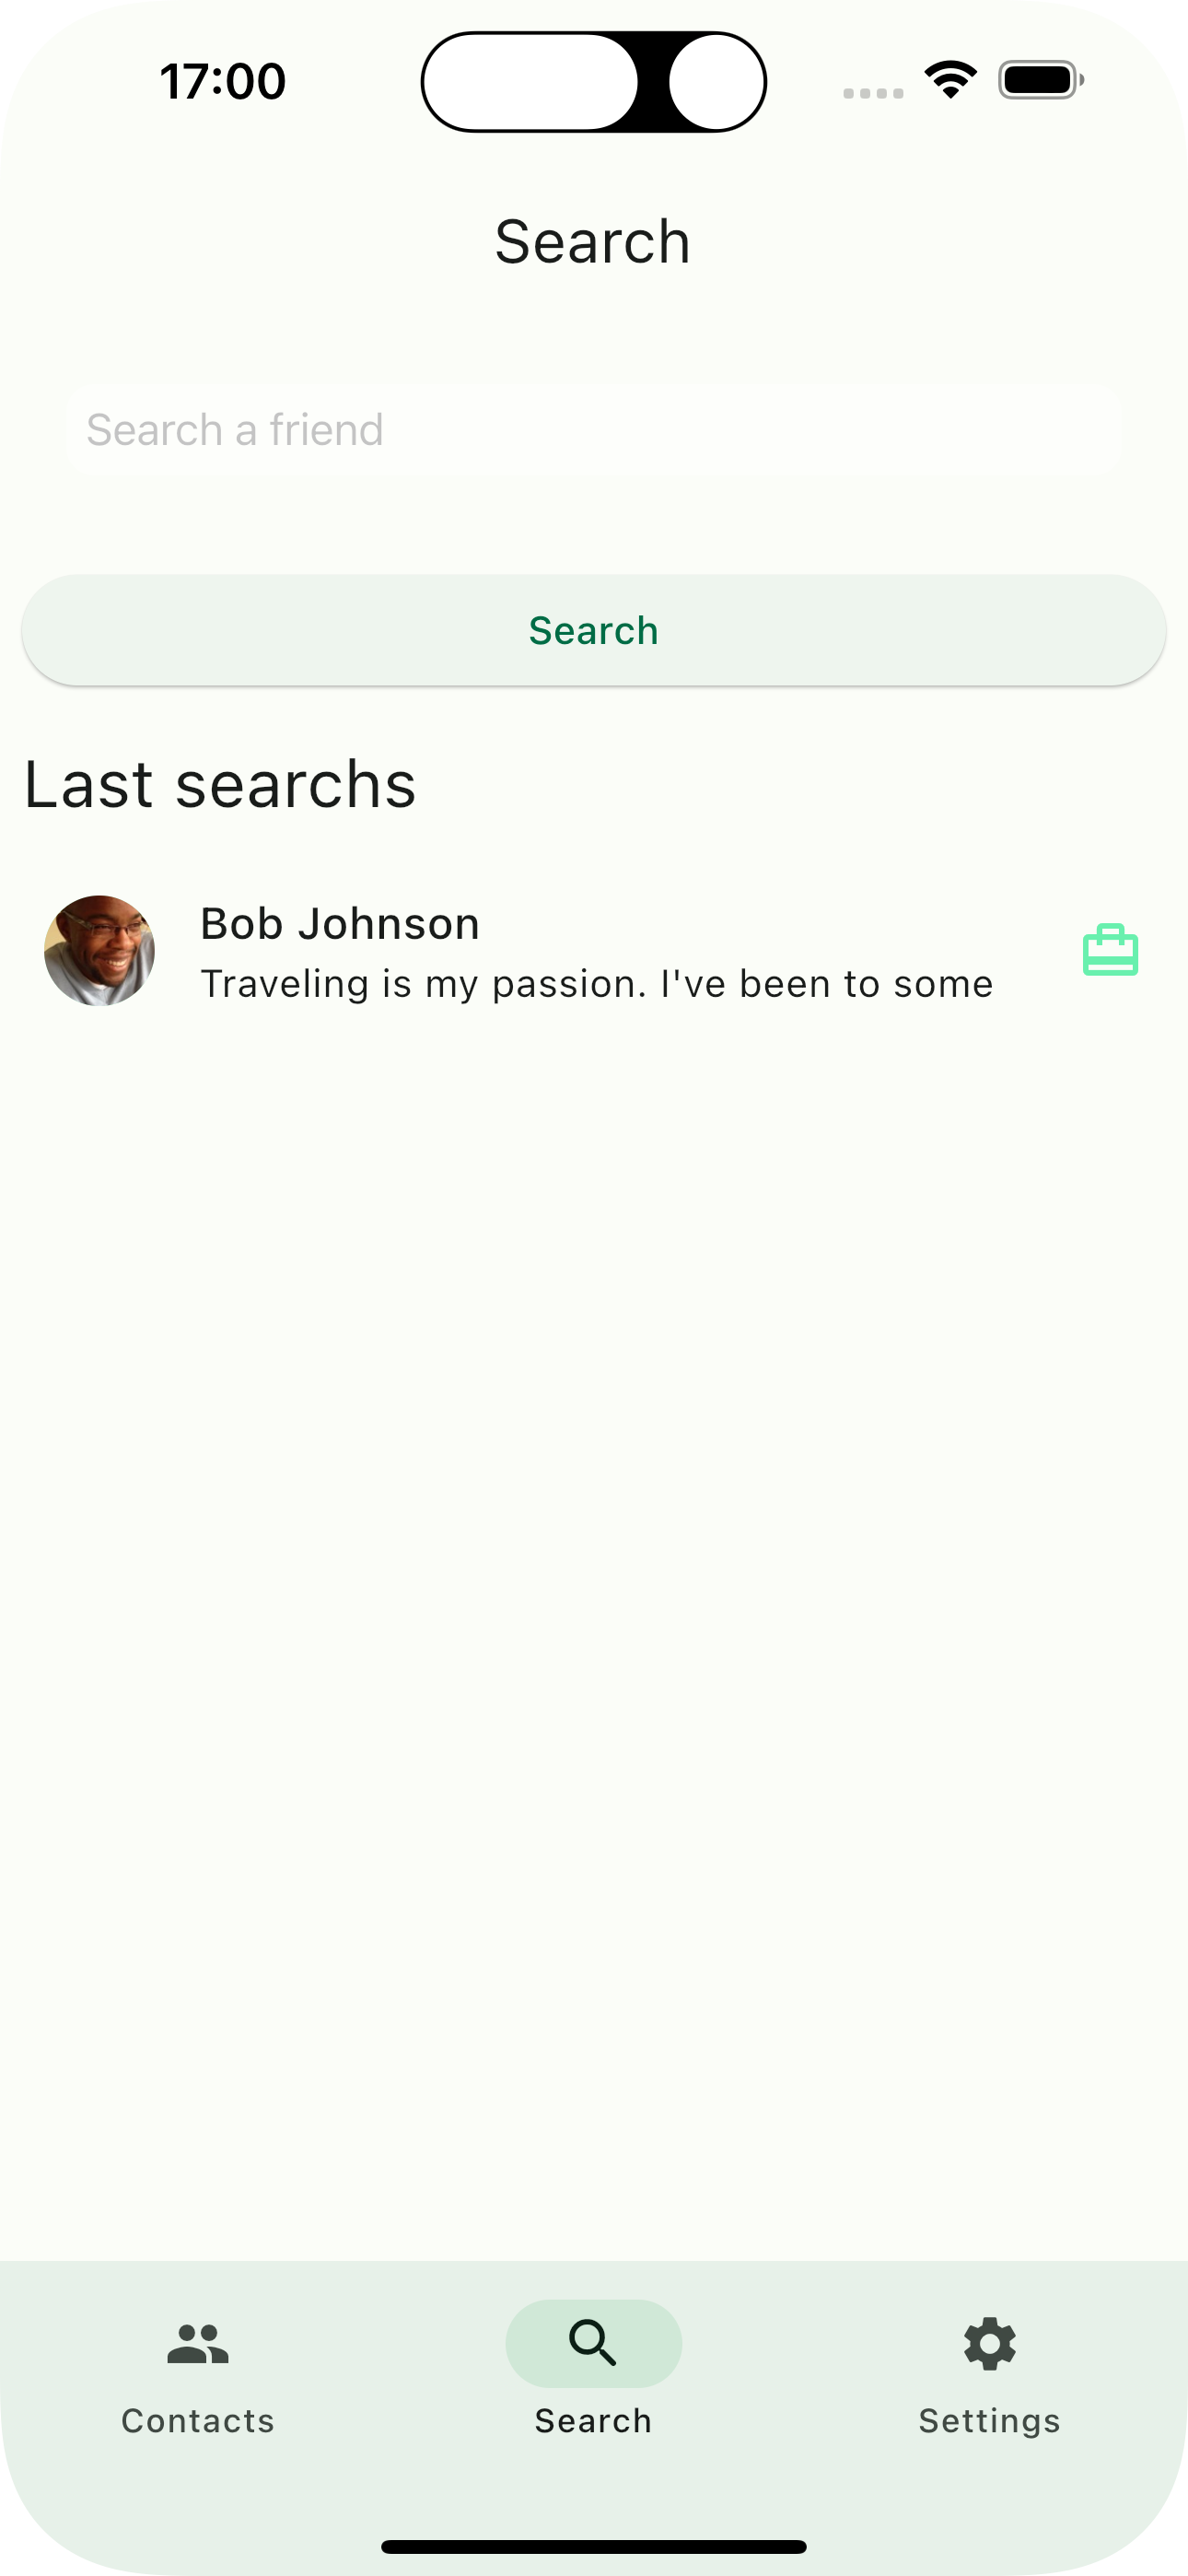 17:00
Search
Search a friend
Search
Last searchs
Bob Johnson
Traveling is my passion. I've been to some
Contacts
Search
Settings